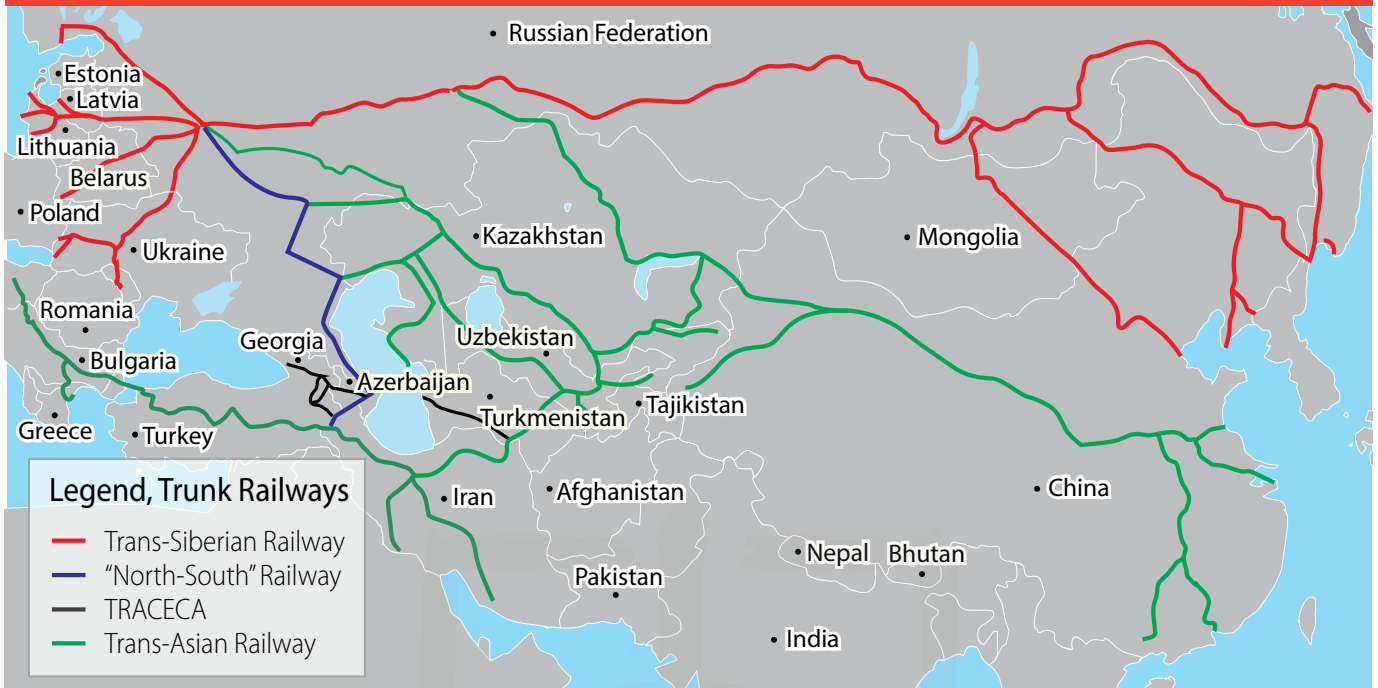 Russian Federation
Estonia
Latvia
Lithuania
Belarus
Poland
Ukraine
Kazakhstan
Mongolia
Romania
Georgia
Uzbekistan
Bulgaria
Azerbaijan
Turkmenistan
Tajikistan
Greece
Turkey
Iran
Afghanistan
China
Nepal
Bhutan
Pakistan
India
Legend, Trunk Railways
Trans-Siberian Railway
“North-South” Railway
TRACECA
Trans-Asian Railway